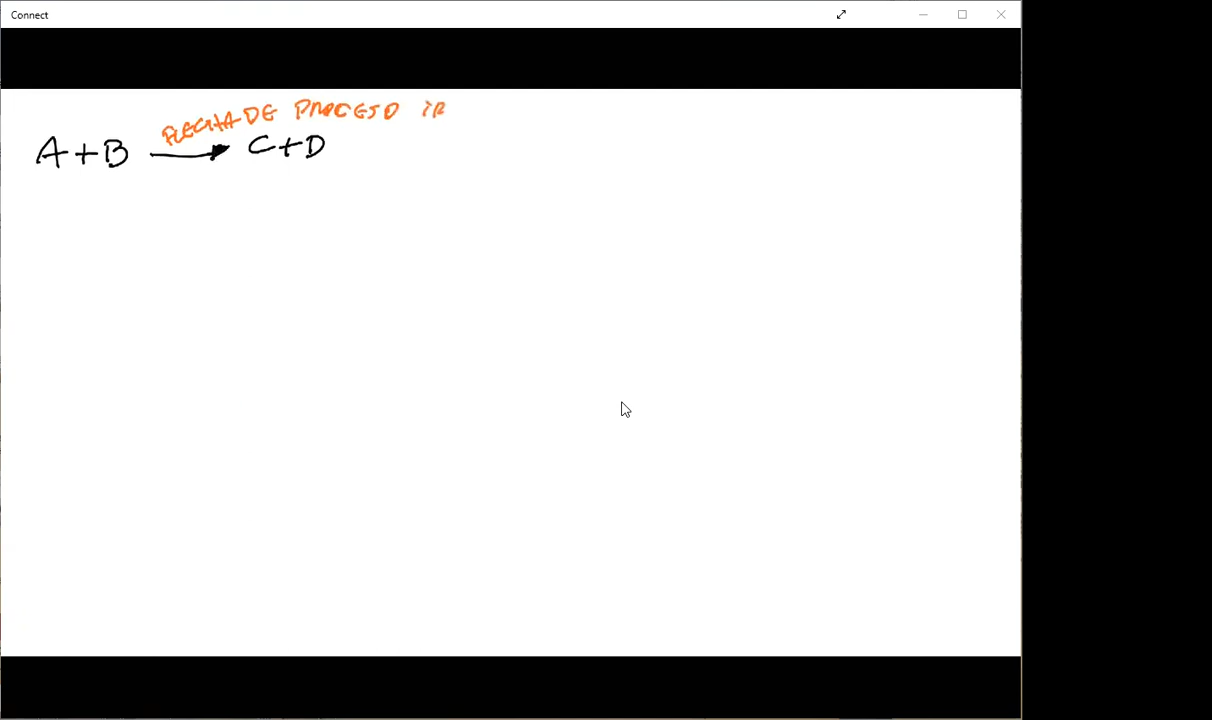 Connect
FLECHA DE PROCESO IR
A+B → C+D